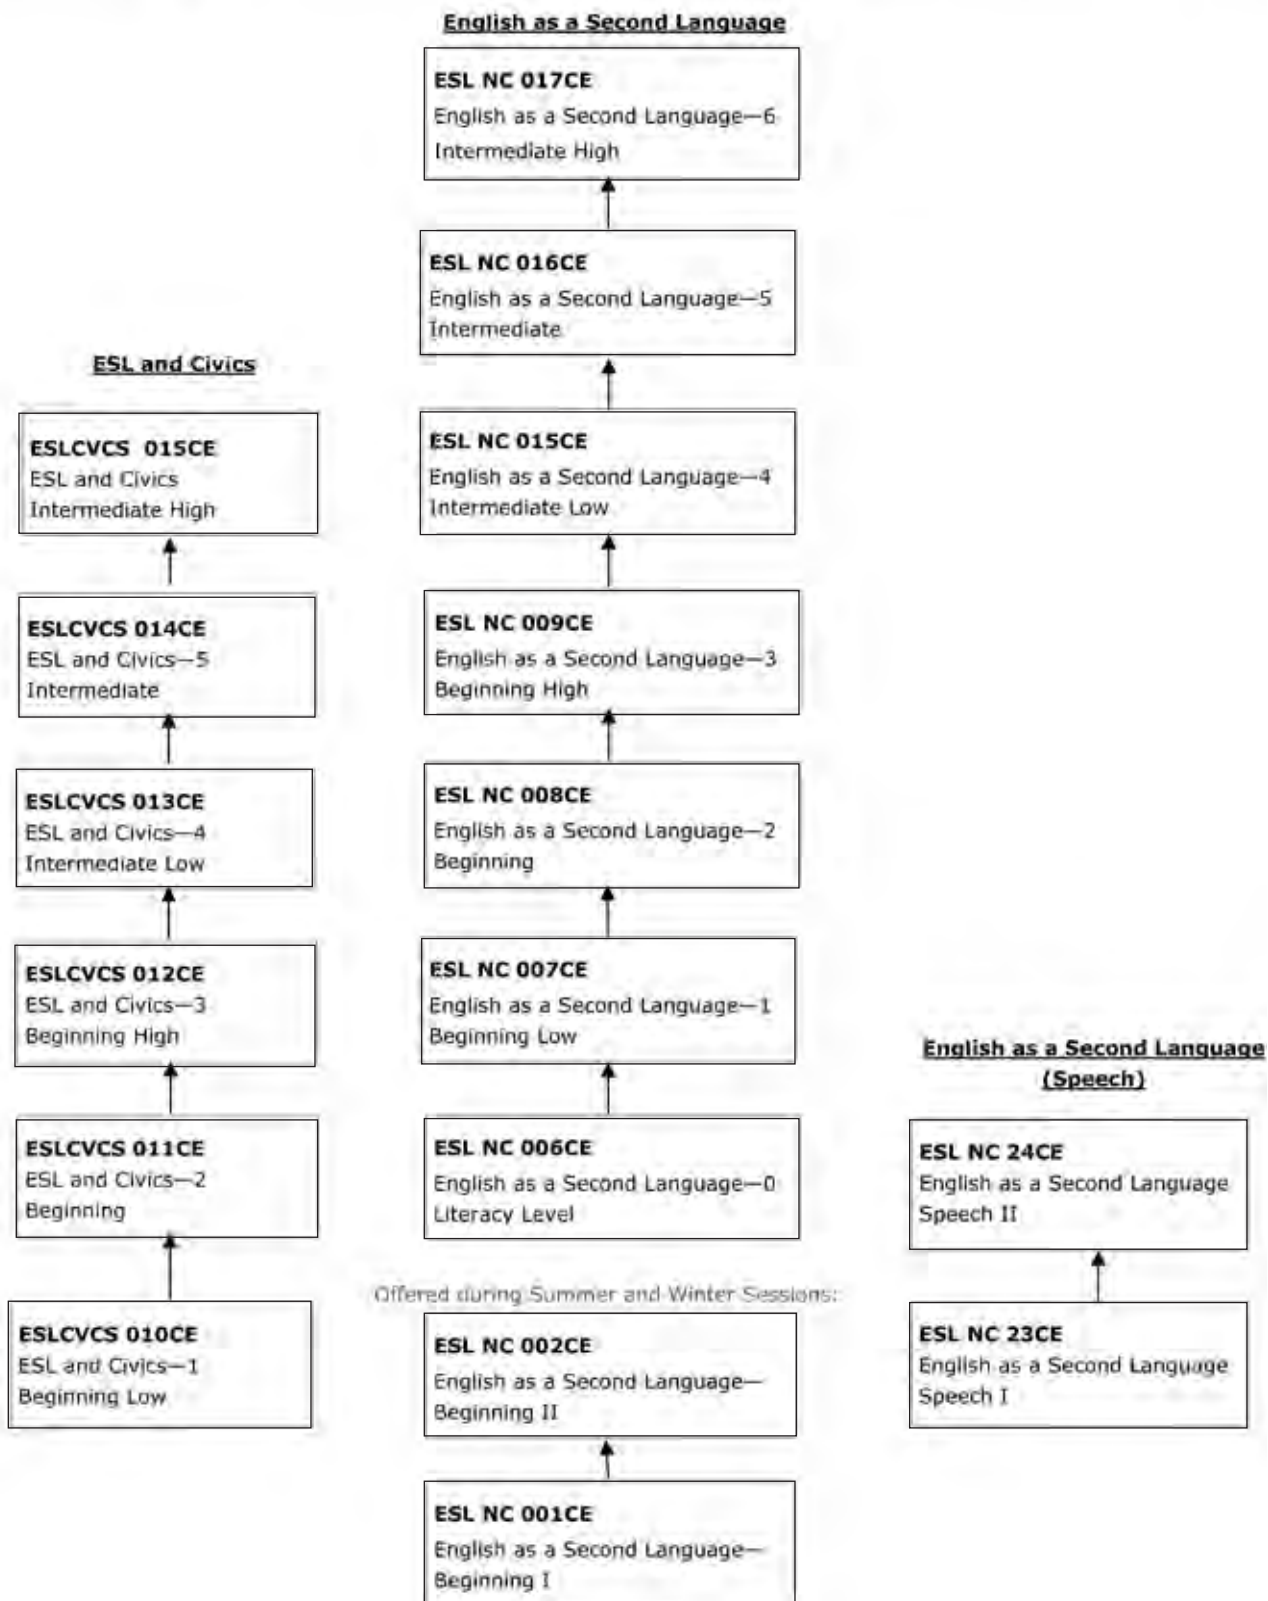 English as a Second Language
ESL NC 017CE
English as a Second Language—6
Intermediate High
ESL NC 016CE
English as a Second Language—5
Intermediate
ESL NC 015CE
English as a Second Language—4
Intermediate Low
ESL NC 009CE
English as a Second Language—3
Beginning High
ESL NC 008CE
English as a Second Language—2
Beginning
ESL NC 007CE
English as a Second Language—1
Beginning Low
ESL NC 006CE
English as a Second Language—0
Literacy Level
Offered during Summer and Winter Sessions:
ESL NC 002CE
English as a Second Language—
Beginning II
ESL NC 001CE
English as a Second Language—
Beginning I
ESL and Civics
ESLCVCS 015CE
ESL and Civics
Intermediate High
ESLCVCS 014CE
ESL and Civics—5
Intermediate
ESLCVCS 013CE
ESL and Civics—4
Intermediate Low
ESLCVCS 012CE
ESL and Civics—3
Beginning High
ESLCVCS 011CE
ESL and Civics—2
Beginning
ESLCVCS 010CE
ESL and Civics—1
Beginning Low
English as a Second Language
(Speech)
ESL NC 24CE
English as a Second Language
Speech II
ESL NC 23CE
English as a Second Language
Speech I